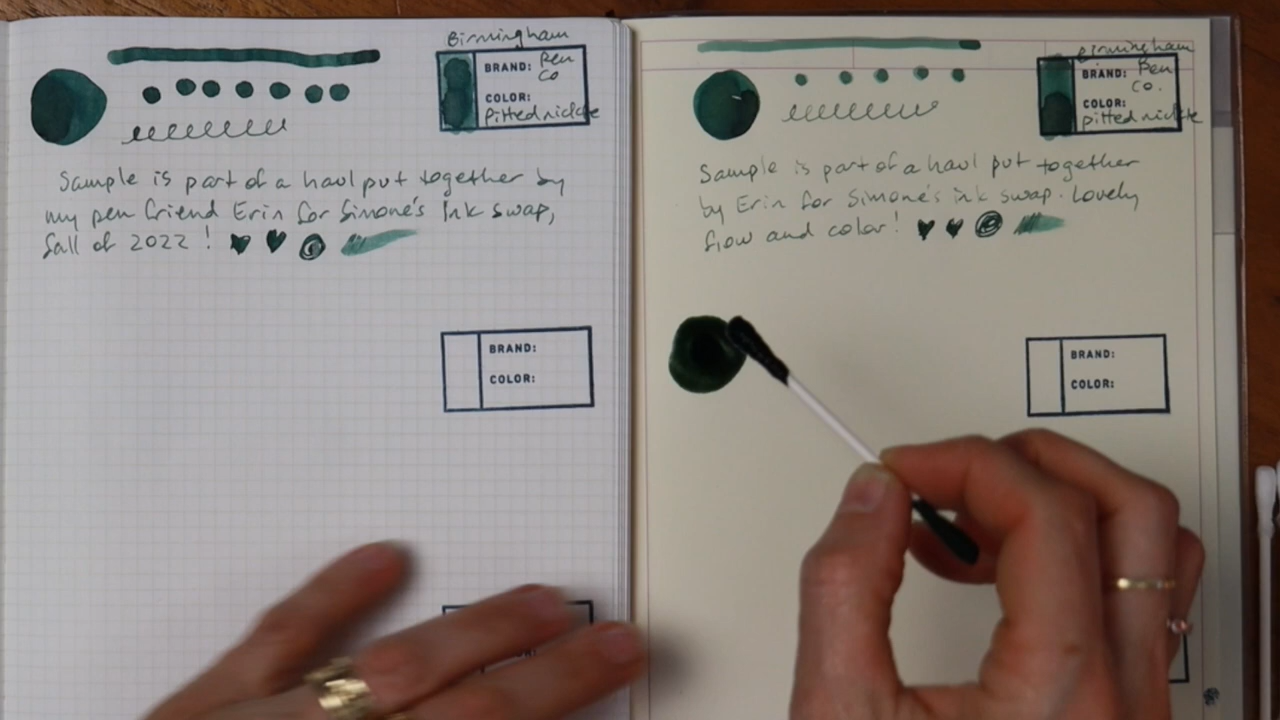 Birmingham
BRAND: Pen
Co
COLOR:
Pitted nickle
Sample is part of a haul put together by
my pen friend Erin for Simone's ink swap,
fall of 2022!
BRAND:
COLOR:
Birmingham
BRAND: Pen
Co.
COLOR:
Pitted nickle
Sample is part of a haul put together
by Erin for Simone's ink swap. Lovely
flow and color!
BRAND:
COLOR: